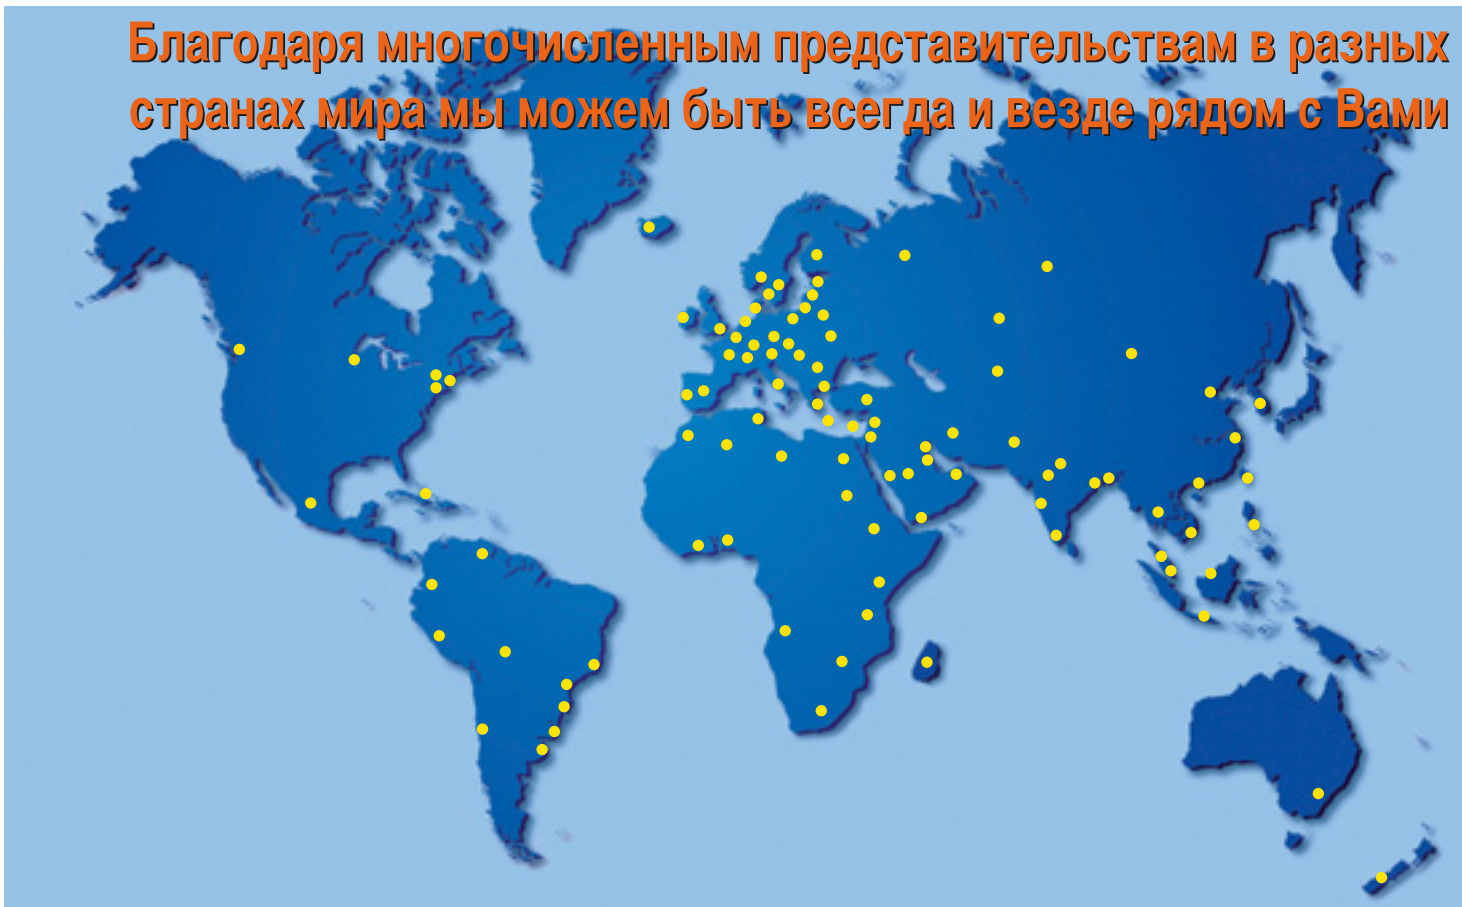 Благодаря многочисленным представительствам в разных
странах мира мы можем быть всегда и везде рядом с Вами